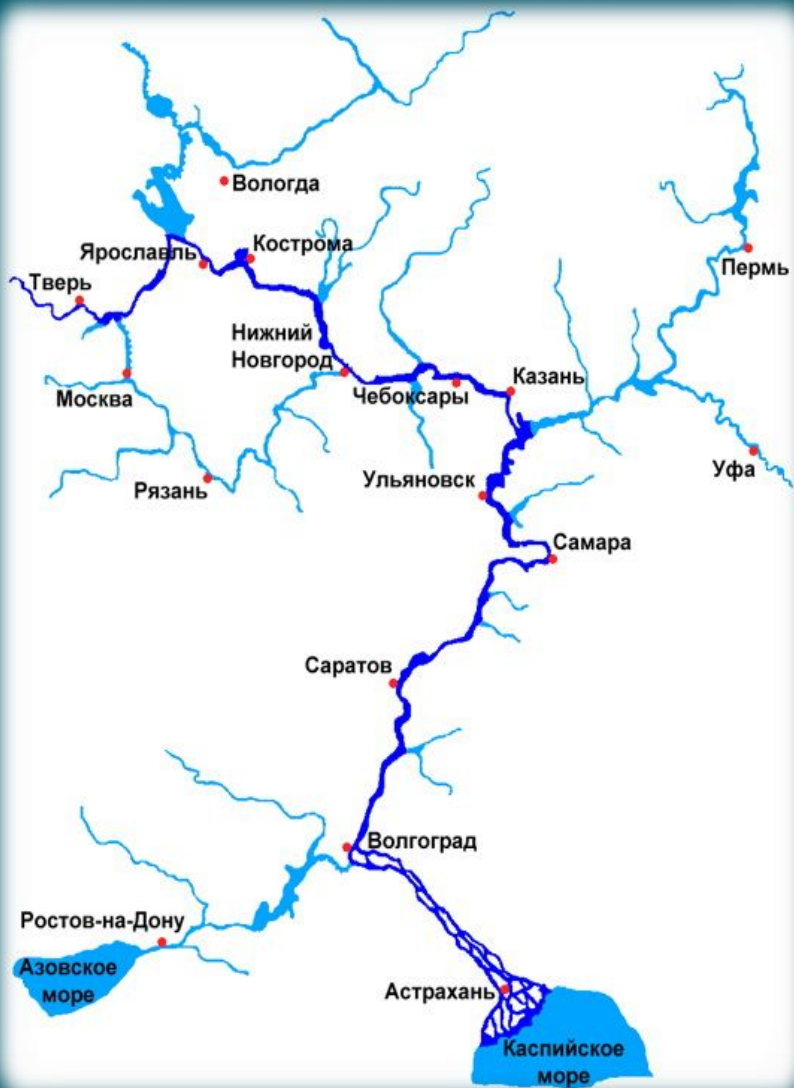 Вологда
Кострома
Ярославль
Тверь
Пермь
Нижний
Новгород
Москва
Чебоксары
Казань
Рязань
Ульяновск
Уфа
Самара
Саратов
Волгоград
Ростов-на-Дону
Азовское
море
Астрахань
Каспийское
море